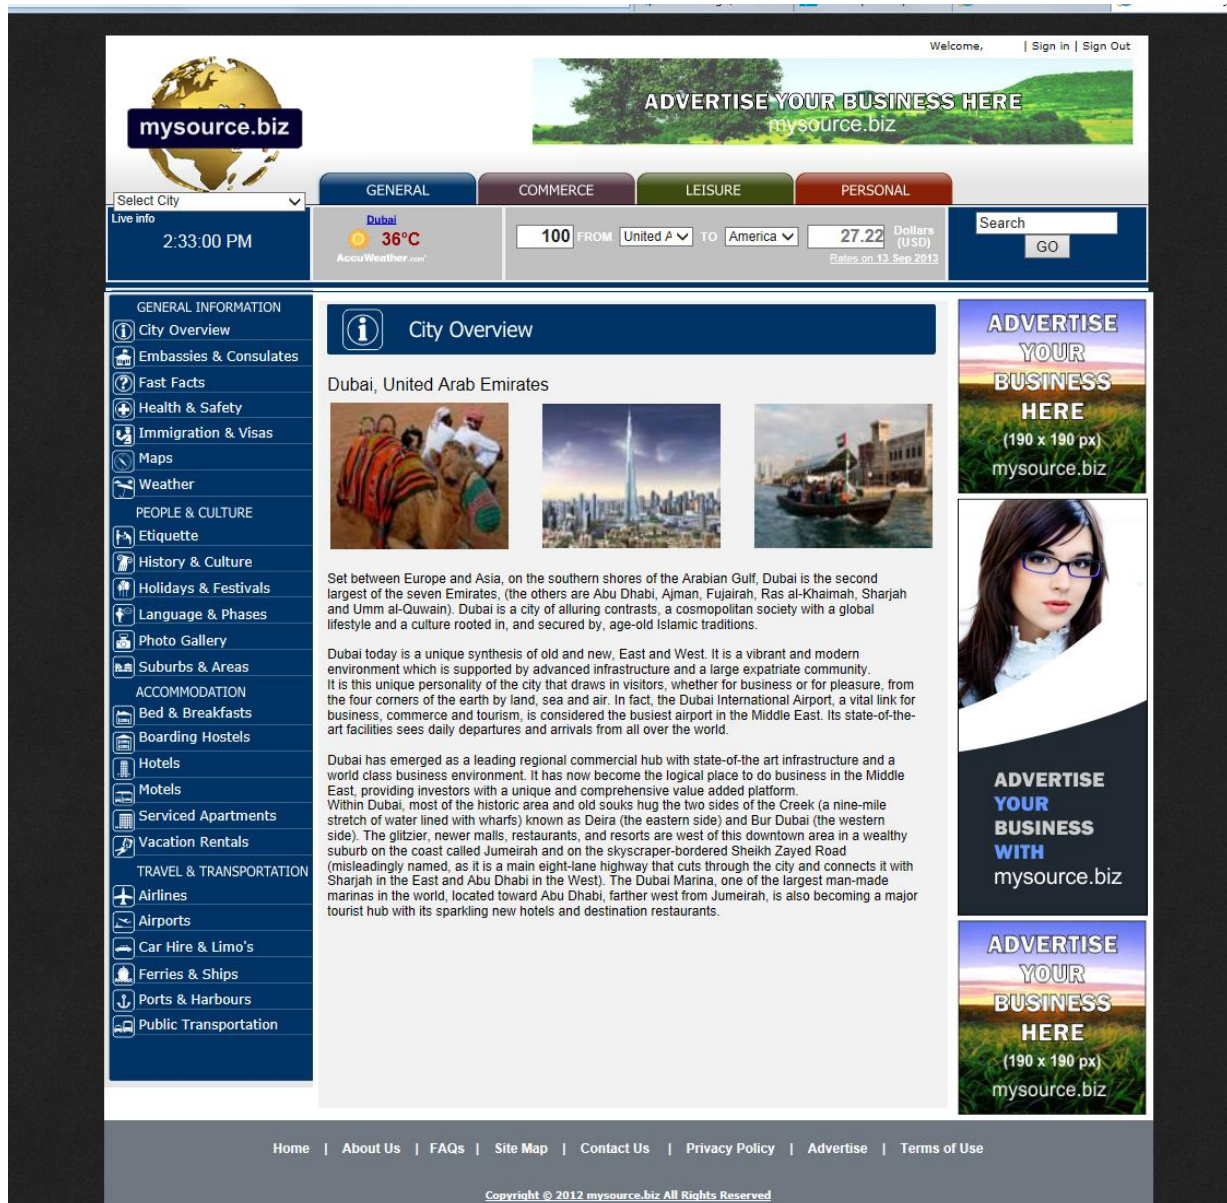 Welcome, | Sign in | Sign Out
mysource.biz
ADVERTISE YOUR BUSINESS HERE
mysource.biz
Select City
GENERAL COMMERCE LEISURE PERSONAL
Live info
2:33:00 PM
Dubai
36°C
AccuWeather.com
100 FROM United A TO America 27.22 Dollars (USD)
Rates on 13 Sep 2013
Search
GO
GENERAL INFORMATION
City Overview
Embassies & Consulates
Fast Facts
Health & Safety
Immigration & Visas
Maps
Weather
PEOPLE & CULTURE
Etiquette
History & Culture
Holidays & Festivals
Language & Phases
Photo Gallery
Suburbs & Areas
ACCOMMODATION
Bed & Breakfasts
Boarding Hostels
Hotels
Motels
Serviced Apartments
Vacation Rentals
TRAVEL & TRANSPORTATION
Airlines
Airports
Car Hire & Limo's
Ferries & Ships
Ports & Harbours
Public Transportation
City Overview
Dubai, United Arab Emirates
Set between Europe and Asia, on the southern shores of the Arabian Gulf, Dubai is the second
largest of the seven Emirates, (the others are Abu Dhabi, Ajman, Fujairah, Ras al-Khaimah, Sharjah
and Umm al-Quwain). Dubai is a city of alluring contrasts, a cosmopolitan society with a global
lifestyle and a culture rooted in, and secured by, age-old Islamic traditions.
Dubai today is a unique synthesis of old and new, East and West. It is a vibrant and modern
environment which is supported by advanced infrastructure and a large expatriate community.
It is this unique personality of the city that draws in visitors, whether for business or for pleasure, from
the four corners of the earth by land, sea and air. In fact, the Dubai International Airport, a vital link for
business, commerce and tourism, is considered the busiest airport in the Middle East. Its state-of-the-
art facilities sees daily departures and arrivals from all over the world.
Dubai has emerged as a leading regional commercial hub with state-of-the art infrastructure and a
world class business environment. It has now become the logical place to do business in the Middle
East, providing investors with a unique and comprehensive value added platform.
Within Dubai, most of the historic area and old souks hug the two sides of the Creek (a nine-mile
stretch of water lined with wharfs) known as Deira (the eastern side) and Bur Dubai (the western
side). The glitzier, newer malls, restaurants, and resorts are west of this downtown area in a wealthy
suburb on the coast called Jumeirah and on the skyscraper-bordered Sheikh Zayed Road
(misleadingly named, as it is a main eight-lane highway that cuts through the city and connects it with
Sharjah in the East and Abu Dhabi in the West). The Dubai Marina, one of the largest man-made
marinas in the world, located toward Abu Dhabi, farther west from Jumeirah, is also becoming a major
tourist hub with its sparkling new hotels and destination restaurants.
ADVERTISE
YOUR
BUSINESS
HERE
(190 x 190 px)
mysource.biz
ADVERTISE
YOUR
BUSINESS
WITH
mysource.biz
ADVERTISE
YOUR
BUSINESS
HERE
(190 x 190 px)
mysource.biz
Home | About Us | FAQs | Site Map | Contact Us | Privacy Policy | Advertise | Terms of Use
Copyright © 2012 mysource.biz All Rights Reserved